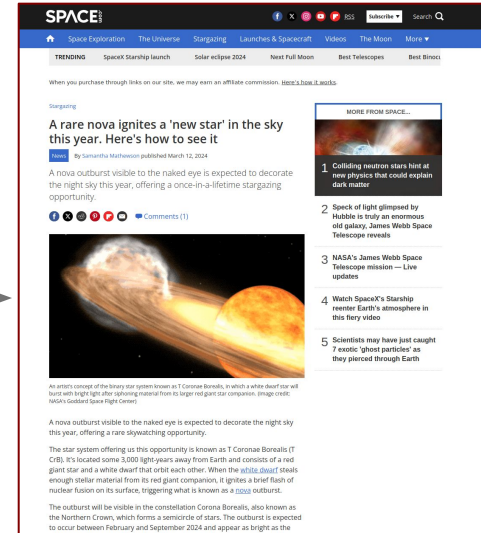 SPACE
RSS Subscribe ▼ Search
Space Exploration The Universe Stargazing Launches & Spacecraft Videos The Moon More ▼
TRENDING SpaceX Starship launch Solar eclipse 2024 Next Full Moon Best Telescopes Best Binocu
When you purchase through links on our site, we may earn an affiliate commission. Here's how it works.
Stargazing
A rare nova ignites a 'new star' in the sky
this year. Here's how to see it
News By Samantha Mathewson published March 12, 2024
A nova outburst visible to the naked eye is expected to decorate
the night sky this year, offering a once-in-a-lifetime stargazing
opportunity.
Comments (1)
An artist's concept of the binary star system known as T Coronae Borealis, in which a white dwarf star will
burst with bright light after siphoning material from its larger red giant star companion. (Image credit:
NASA's Goddard Space Flight Center)
A nova outburst visible to the naked eye is expected to decorate the night sky
this year, offering a rare skywatching opportunity.
The star system offering us this opportunity is known as T Coronae Borealis (T
CrB). It's located some 3,000 light-years away from Earth and consists of a red
giant star and a white dwarf that orbit each other. When the white dwarf steals
enough stellar material from its red giant companion, it ignites a brief flash of
nuclear fusion on its surface, triggering what is known as a nova outburst.
The outburst will be visible in the constellation Corona Borealis, also known as
the Northern Crown, which forms a semicircle of stars. The outburst is expected
to occur between February and September 2024 and appear as bright as the
MORE FROM SPACE...
1 Colliding neutron stars hint at
new physics that could explain
dark matter
2 Speck of light glimpsed by
Hubble is truly an enormous
old galaxy, James Webb Space
Telescope reveals
3 NASA's James Webb Space
Telescope mission — Live
updates
4 Watch SpaceX's Starship
reenter Earth's atmosphere in
this fiery video
5 Scientists may have just caught
7 exotic 'ghost particles' as
they pierced through Earth